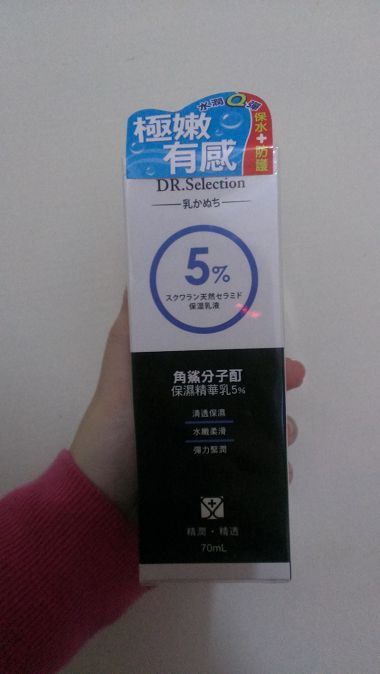 水潤Q彈
極嫩
有感
保水+防護
DR.Selection
乳かぬち
5%
スクワラン天然セラミド
保湿乳液
角鯊分子酊
保濕精華乳5%
清透保濕
水嫩柔滑
彈力緊潤
精潤・精透
70mL